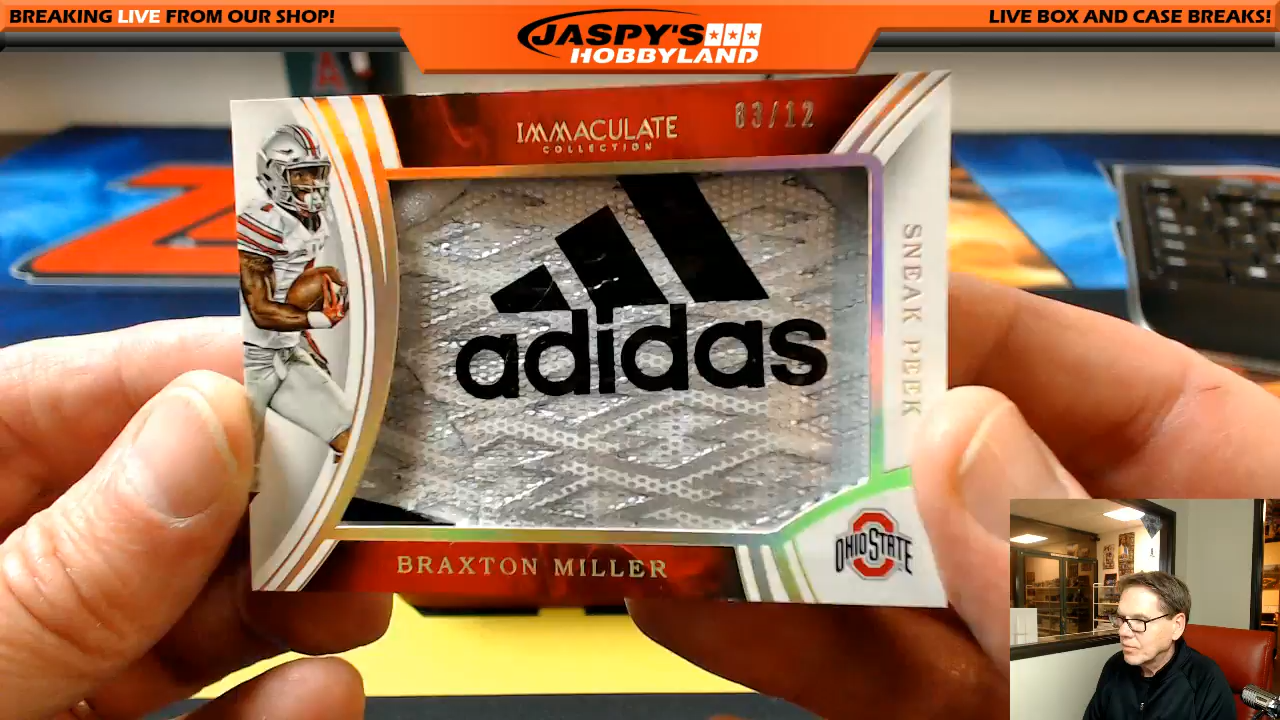 BREAKING LIVE FROM OUR SHOP!
JASPY'S
HOBBYLAND
LIVE BOX AND CASE BREAKS!
IMMACULATE
COLLECTION
03/12
SNEAK PEEK
adidas
BRAXTON MILLER
OHIO STATE